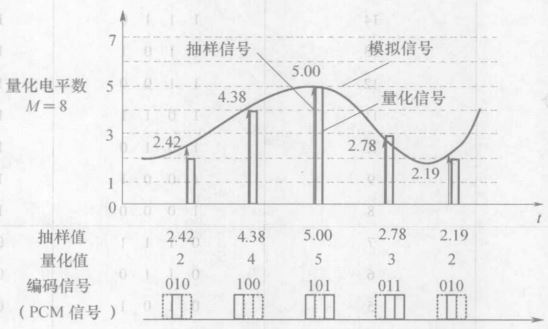 7
抽样信号
模拟信号
5.00
量化电平数
M=8
5
4.38
量化信号
3
2.42
2.78
2.19
1
0
t
抽样值 2.42 4.38 5.00 2.78 2.19
量化值 2 4 5 3 2
编码信号 010 100 101 011 010
（PCM 信号）